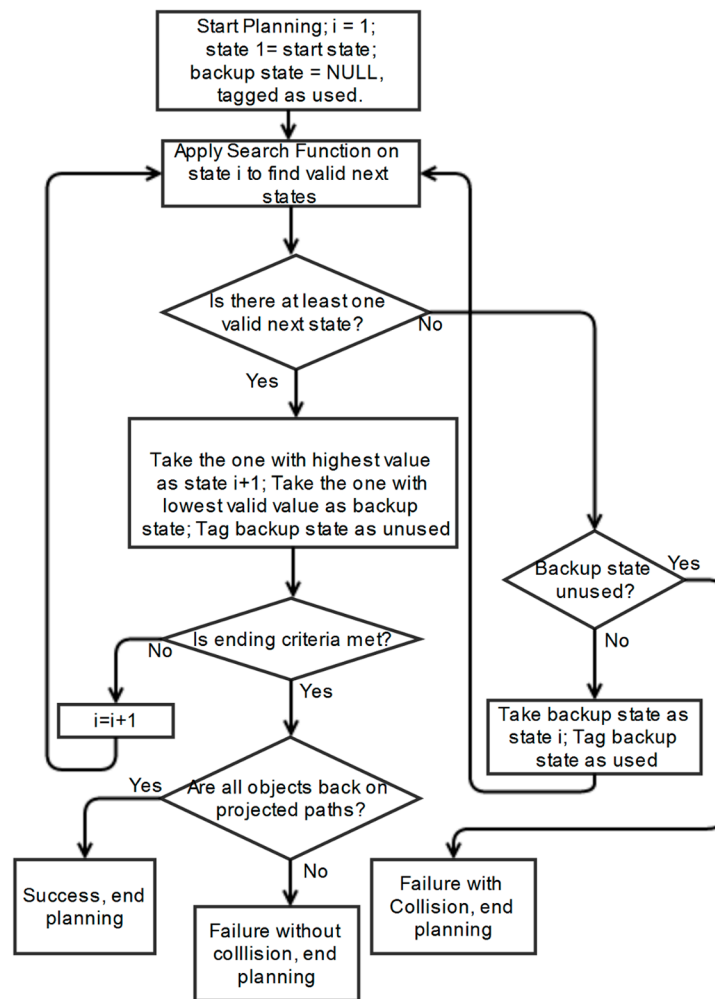 Start Planning; i = 1;
state 1= start state;
backup state = NULL,
tagged as used.
Apply Search Function on
state i to find valid next
states
Is there at least one
valid next state?
No
Yes
Take the one with highest value
as state i+1; Take the one with
lowest valid value as backup
state; Tag backup state as unused
Backup state
unused?
Yes
No
Is ending criteria met?
No
Yes
i=i+1
Take backup state as
state i; Tag backup
state as used
Are all objects back on
projected paths?
Yes
No
Success, end
planning
Failure without
colllision, end
planning
Failure with
Collision, end
planning